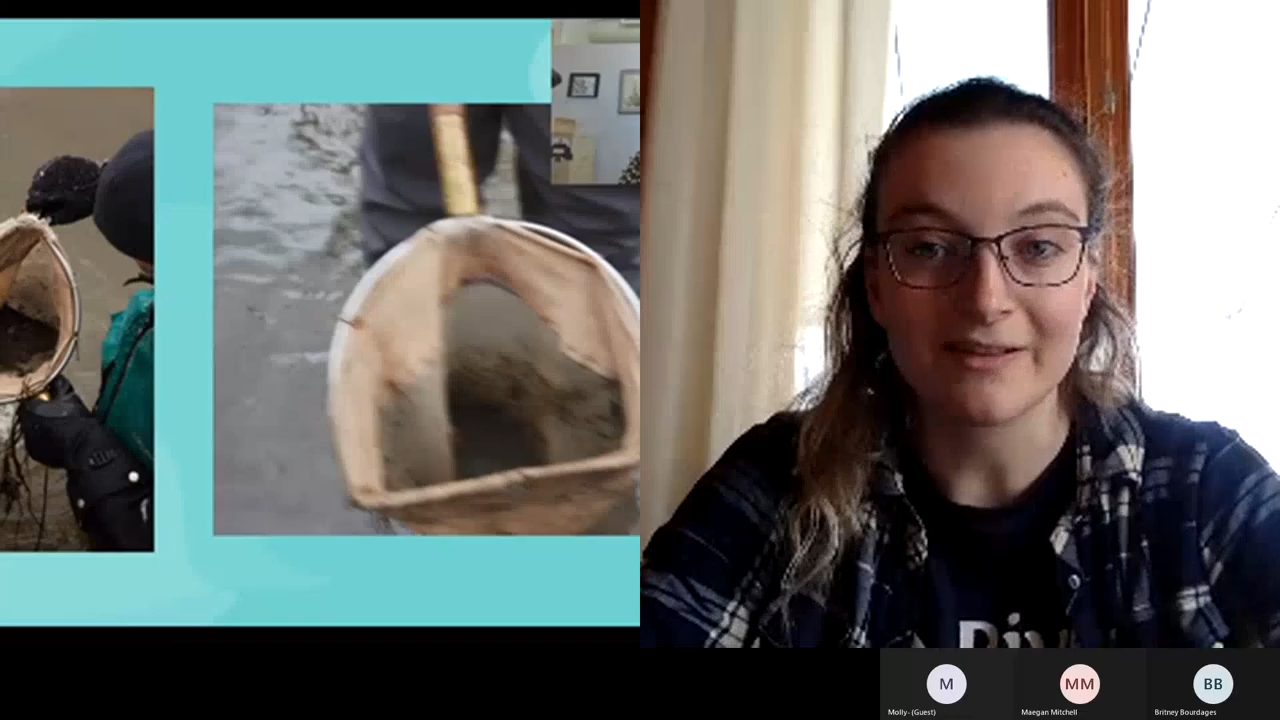 M
MM
BB
Molly- (Guest)
Maegan Mitchell
Britney Bourdages